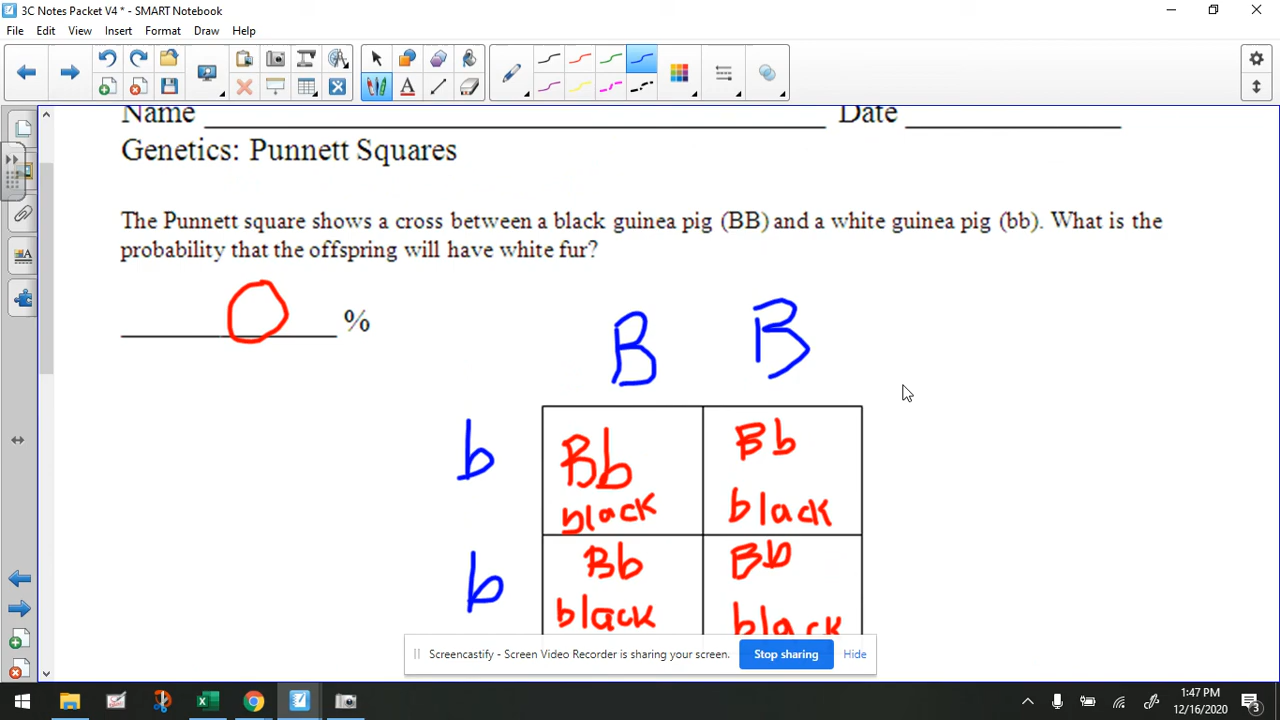 3C Notes Packet V4 * - SMART Notebook
File Edit View Insert Format Draw Help
Name Date
Genetics: Punnett Squares
The Punnett square shows a cross between a black guinea pig (BB) and a white guinea pig (bb). What is the
probability that the offspring will have white fur?
0 %
B B
b Bb Bb
black black
b Bb Bb
black black
Screencastify - Screen Video Recorder is sharing your screen. Stop sharing Hide
1:47 PM
12/16/2020
3